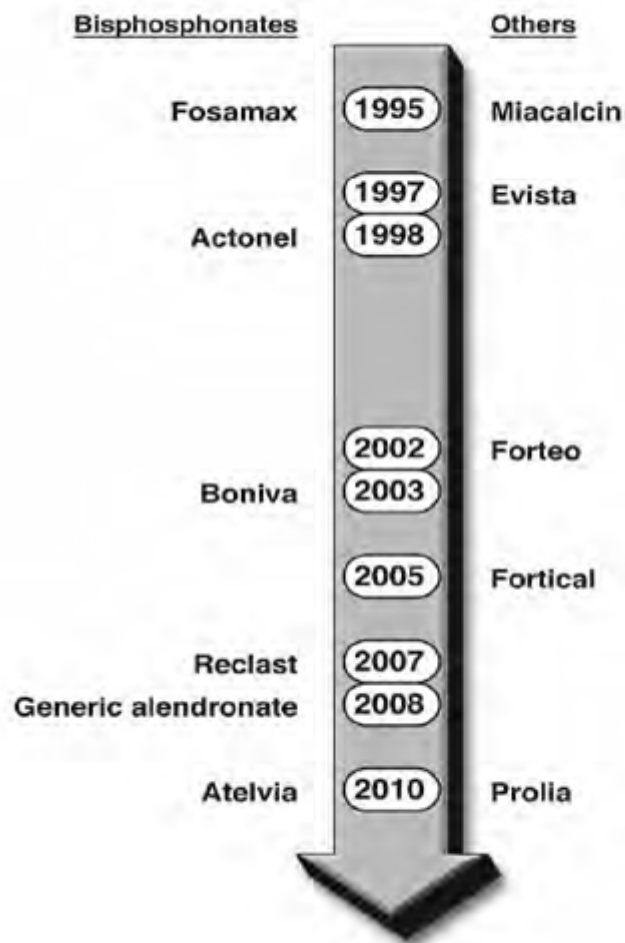 Bisphosphonates Others
Fosamax 1995 Miacalcin
1997 Evista
Actonel 1998
2002 Forteo
Boniva 2003
2005 Fortical
Reclast 2007
Generic alendronate 2008
Atelvia 2010 Prolia